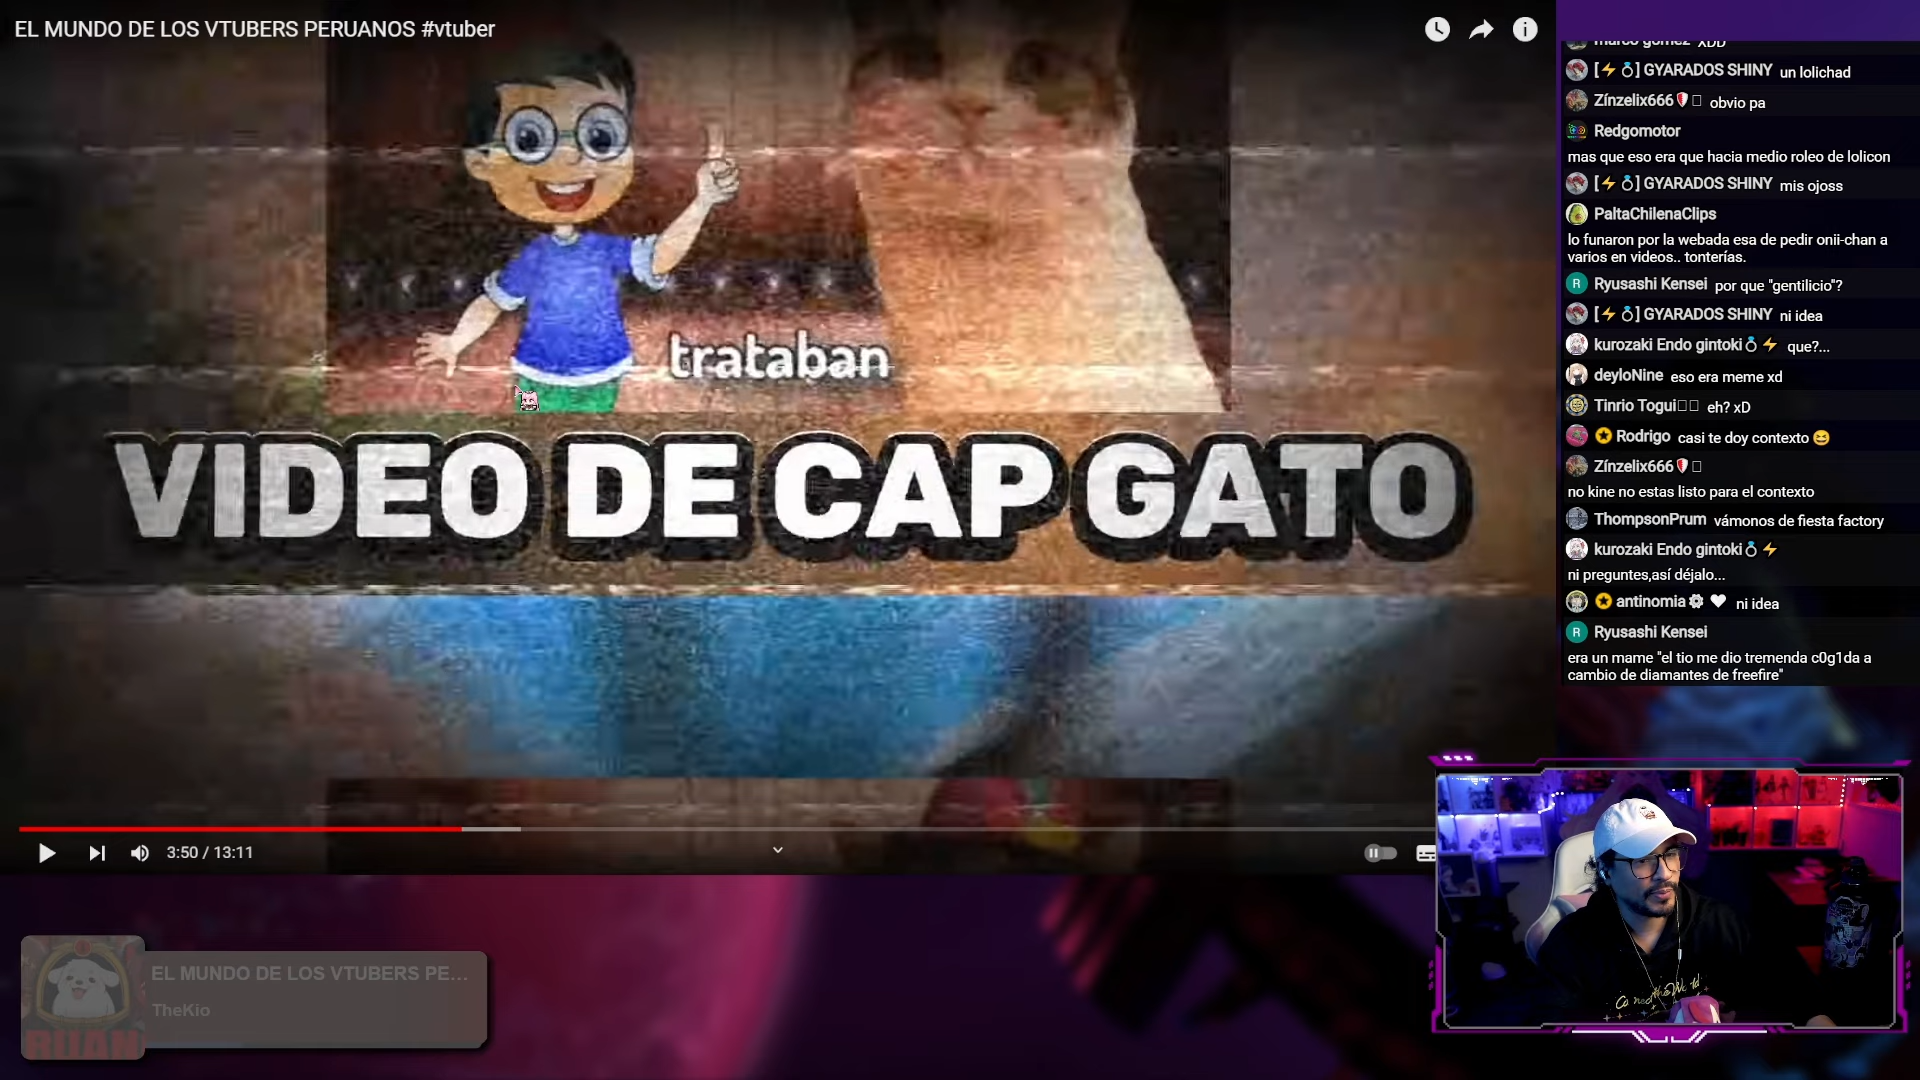 EL MUNDO DE LOS VTUBERS PERUANOS #vtuber
trataban
VIDEO DE CAP GATO
3:50 / 13:11
EL MUNDO DE LOS VTUBERS PE...
TheKio
RUAN
marco gomez XDD
[⚡💍] GYARADOS SHINY un lolichad
Zínzelix666 obvio pa
Redgomotor
mas que eso era que hacia medio roleo de lolicon
[⚡💍] GYARADOS SHINY mis ojoss
PaltaChilenaClips
lo funaron por la webada esa de pedir onii-chan a
varios en videos.. tonterías.
R Ryusashi Kensei por que "gentilicio"?
[⚡💍] GYARADOS SHINY ni idea
kurozaki Endo gintoki💍⚡ que?...
deyloNine eso era meme xd
Tinrio Togui eh? xD
Rodrigo casi te doy contexto 😆
Zínzelix666
no kine no estas listo para el contexto
ThompsonPrum vámonos de fiesta factory
kurozaki Endo gintoki💍⚡
ni preguntes,así déjalo...
antinomia ni idea
R Ryusashi Kensei
era un mame "el tio me dio tremenda c0g1da a
cambio de diamantes de freefire"